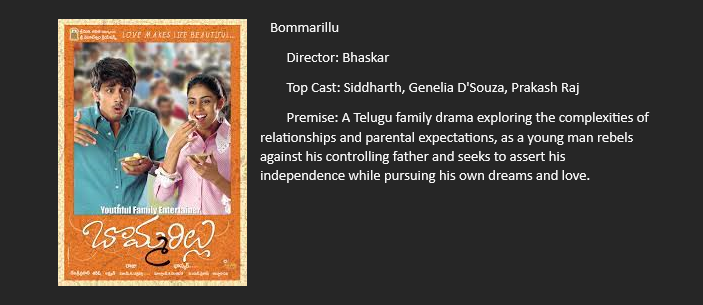 Bommarillu
Director: Bhaskar
Top Cast: Siddharth, Genelia D'Souza, Prakash Raj
Premise: A Telugu family drama exploring the complexities of
relationships and parental expectations, as a young man rebels
against his controlling father and seeks to assert his
independence while pursuing his own dreams and love.
LOVE MAKES LIFE BEAUTIFUL...
Youthful Family Entertainer
బొమ్మరిల్లు